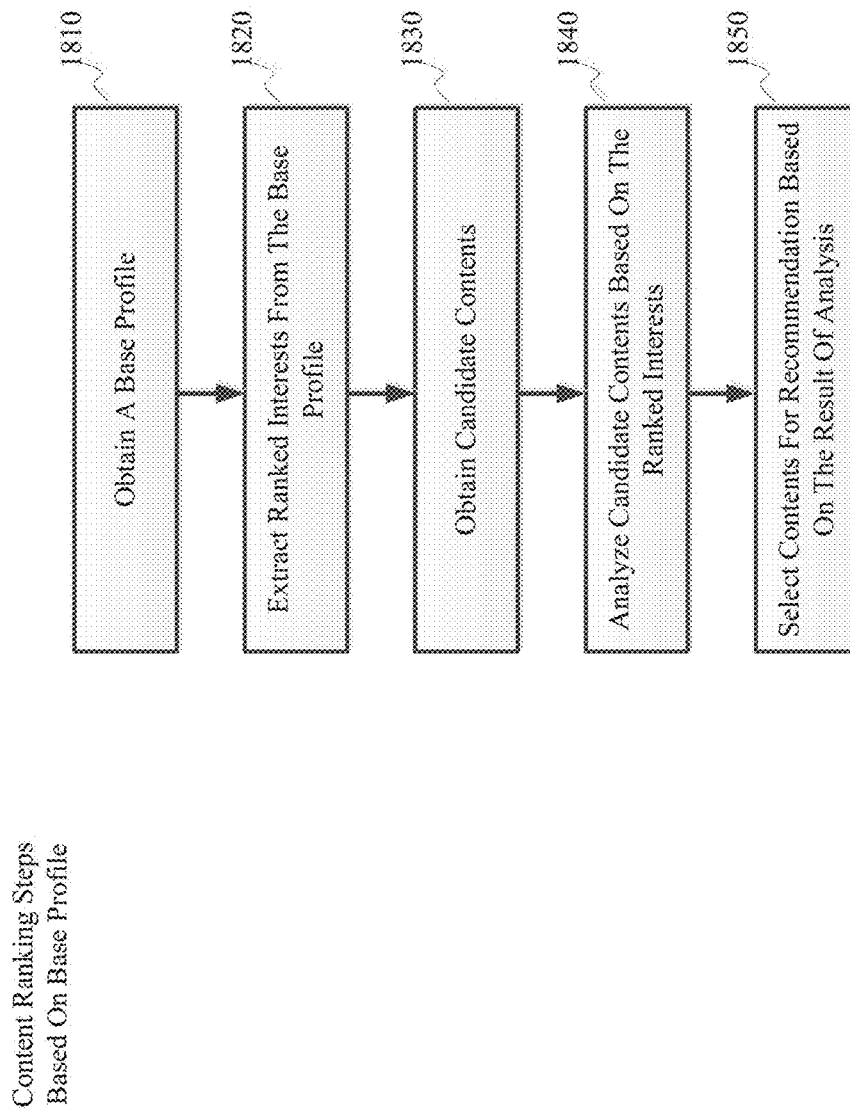 Content Ranking Steps
Based On Base Profile
1810
Obtain A Base Profile
1820
Extract Ranked Interests From The Base
Profile
1830
Obtain Candidate Contents
1840
Analyze Candidate Contents Based On The
Ranked Interests
1850
Select Contents For Recommendation Based
On The Result Of Analysis